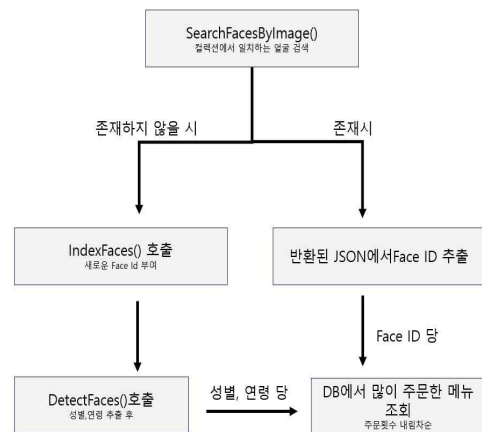 SearchFacesByImage()
컬렉션에서 일치하는 얼굴 검색
존재하지 않을 시
존재시
IndexFaces() 호출
새로운 Face Id 부여
반환된 JSON에서Face ID 추출
Face ID 당
DetectFaces()호출
성별,연령 추출 후
성별, 연령 당
DB에서 많이 주문한 메뉴
조회
주문횟수 내림차순